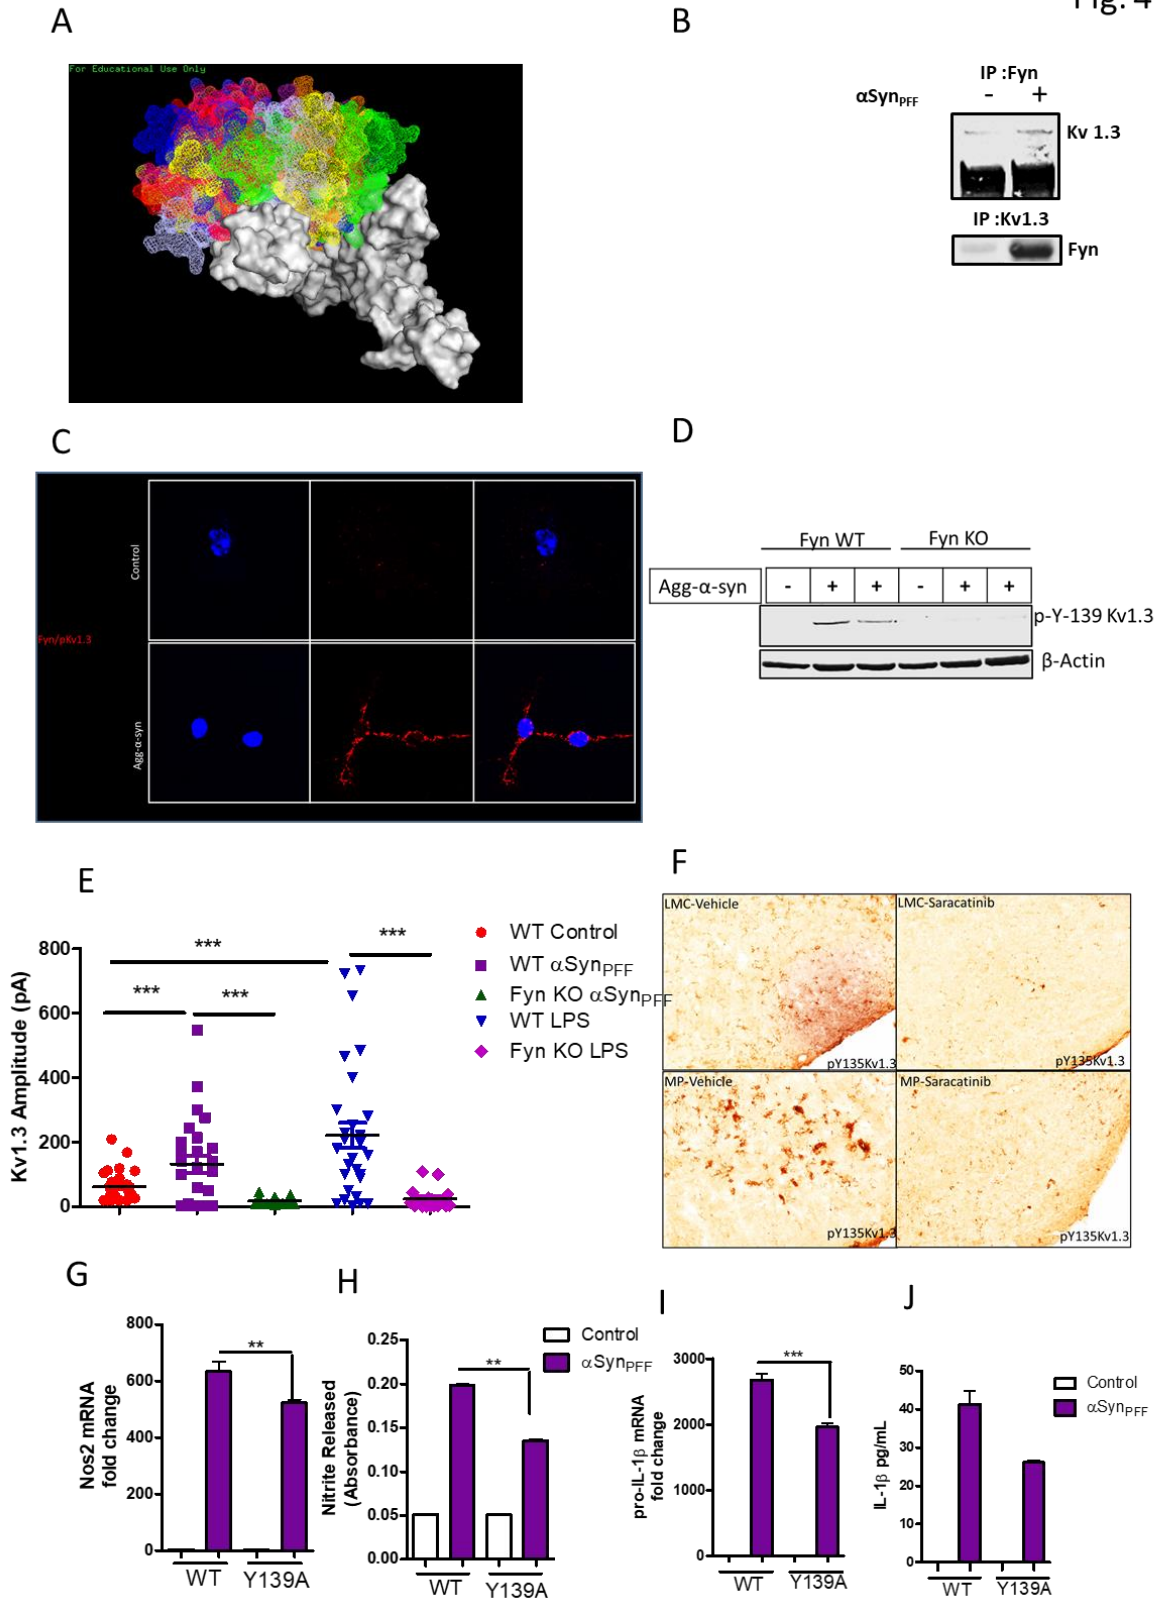 Fig. 4
A
For Educational Use Only
B
IP :Fyn
αSynPFF - +
Kv 1.3
IP :Kv1.3
Fyn
C
Control
Fyn/pKv1.3
Agg-α-syn
D
Fyn WT Fyn KO
Agg-α-syn - + + - + +
p-Y-139 Kv1.3
β-Actin
E
Kv1.3 Amplitude (pA)
800
600
400
200
0
*** *** *** ***
WT Control
WT αSynPFF
Fyn KO αSynPFF
WT LPS
Fyn KO LPS
F
LMC-Vehicle
pY135Kv1.3
LMC-Saracatinib
pY135Kv1.3
MP-Vehicle
pY135Kv1.3
MP-Saracatinib
pY135Kv1.3
G
Nos2 mRNA
fold change
800
600
400
200
0
**
WT Y139A
H
Nitrite Released
(Absorbance)
0.25
0.20
0.15
0.10
0.05
0.00
**
WT Y139A
Control
αSynPFF
I
pro-IL-1β mRNA
fold change
3000
2000
1000
0
***
WT Y139A
J
IL-1β pg/mL
50
40
30
20
10
0
WT Y139A
Control
αSynPFF